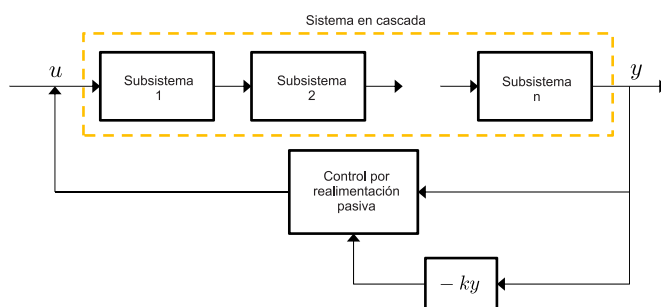 Sistema en cascada
u
Subsistema
1
Subsistema
2
Subsistema
n
y
Control por
realimentación
pasiva
− ky